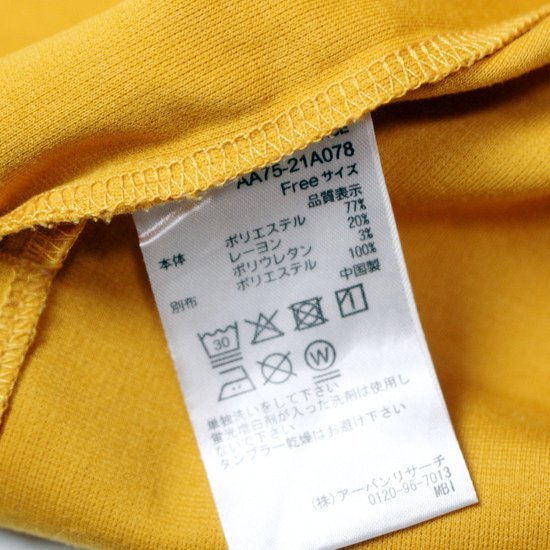 AA75-21A078
Freeサイズ
品質表示
本体 ポリエステル 77%
レーヨン 20%
ポリウレタン 3%
別布 ポリエステル 100%
中国製
30
W
単独洗いをして下さい
蛍光増白剤が入った洗剤は使用し
ないで下さい
タンブラー乾燥はお避け下さい
(株)アーバンリサーチ
0120-96-7013
MBI